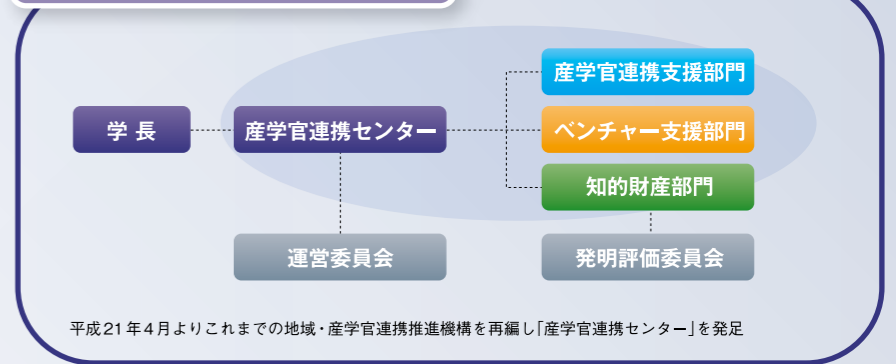 産学官連携支援部門
学 長
産学官連携センター
ベンチャー支援部門
知的財産部門
運営委員会
発明評価委員会
平成21年4月よりこれまでの地域・産学官連携推進機構を再編し「産学官連携センター」を発足